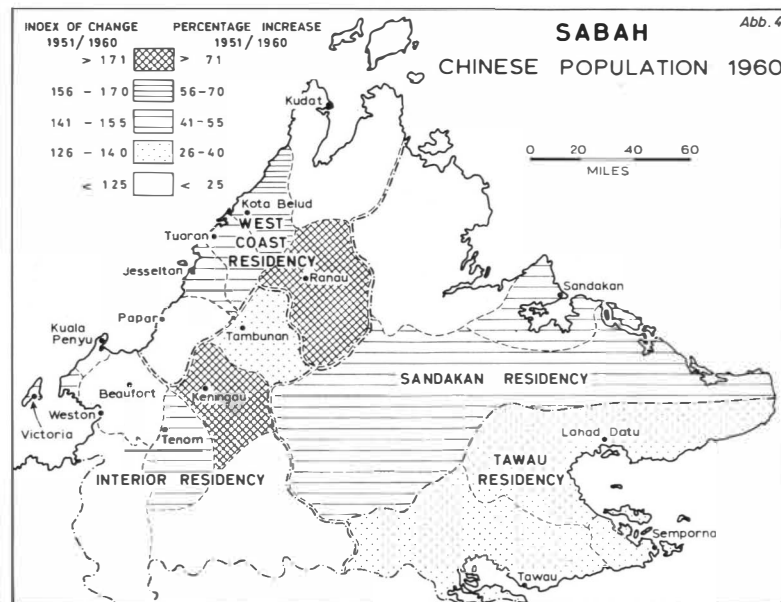 Abb. 4
SABAH
CHINESE POPULATION 1960
INDEX OF CHANGE 1951/1960
PERCENTAGE INCREASE 1951/1960
> 171 > 71
156 – 170 56-70
141 – 155 41-55
126 – 140 26-40
≤ 125 < 25
0 20 40 60
MILES
Kudat
Kota Belud
WEST
COAST
RESIDENCY
Tuaran
Jesselton
Ranau
Sandakan
Papar
Tambunan
Kuala
Penyu
Beaufort
Keningau
SANDAKAN RESIDENCY
Weston
Victoria
Tenom
Lahad Datu
INTERIOR RESIDENCY
TAWAU
RESIDENCY
Semporna
Tawau